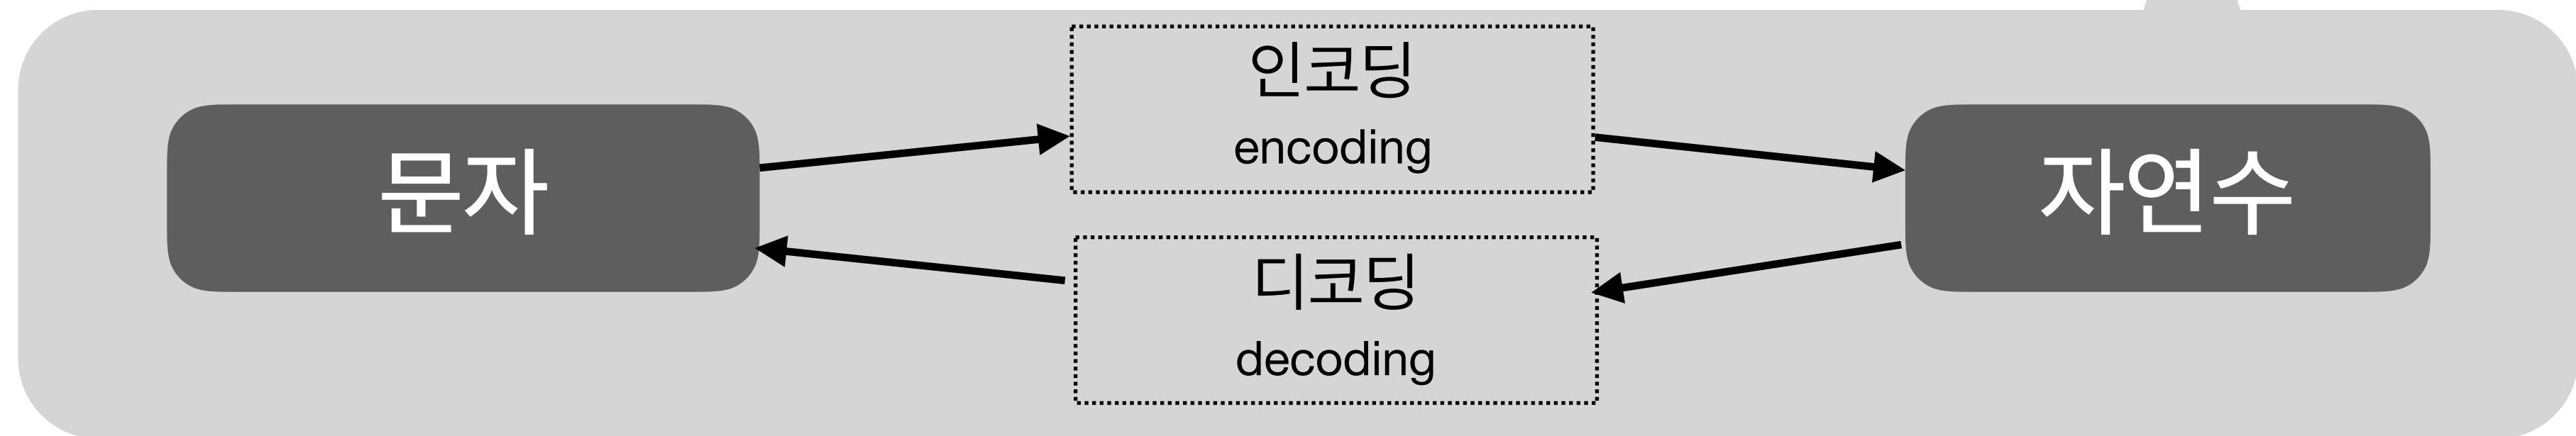 인코딩
encoding
문자
자연수
디코딩
decoding